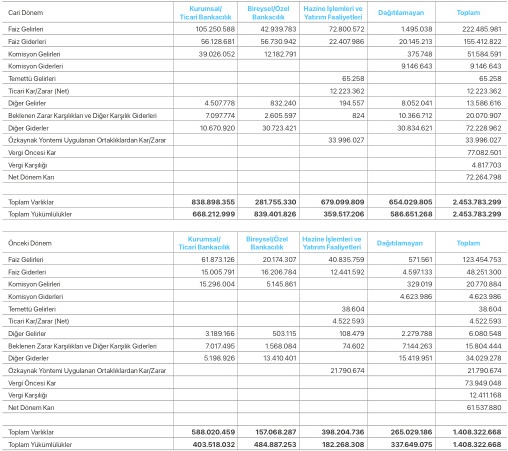 Cari Dönem Kurumsal/ Ticari Bankacılık Bireysel/Özel Bankacılık Hazine İşlemleri ve Yatırım Faaliyetleri Dağıtılamayan Toplam
Faiz Gelirleri 105.250.588 42.939.783 72.800.572 1.495.038 222.485.981
Faiz Giderleri 56.128.681 56.730.942 22.407.986 20.145.213 155.412.822
Komisyon Gelirleri 39.026.052 12.182.791 375.748 51.584.591
Komisyon Giderleri 9.146.643 9.146.643
Temettü Gelirleri 65.258 65.258
Ticari Kar/Zarar (Net) 12.223.362 12.223.362
Diğer Gelirler 4.507.778 832.240 194.557 8.052.041 13.586.616
Beklenen Zarar Karşılıkları ve Diğer Karşılık Giderleri 7.097.774 2.605.597 824 10.366.712 20.070.907
Diğer Giderler 10.670.920 30.723.421 30.834.621 72.228.962
Özkaynak Yöntemi Uygulanan Ortaklıklardan Kar/Zarar 33.996.027 33.996.027
Vergi Öncesi Kar 77.082.501
Vergi Karşılığı 4.817.703
Net Dönem Karı 72.264.798
Toplam Varlıklar 838.898.355 281.755.330 679.099.809 654.029.805 2.453.783.299
Toplam Yükümlülükler 668.212.999 839.401.826 359.517.206 586.651.268 2.453.783.299
Önceki Dönem Kurumsal/ Ticari Bankacılık Bireysel/Özel Bankacılık Hazine İşlemleri ve Yatırım Faaliyetleri Dağıtılamayan Toplam
Faiz Gelirleri 61.873.126 20.174.307 40.835.759 571.561 123.454.753
Faiz Giderleri 15.005.791 16.206.784 12.441.592 4.597.133 48.251.300
Komisyon Gelirleri 15.296.004 5.145.861 329.019 20.770.884
Komisyon Giderleri 4.623.986 4.623.986
Temettü Gelirleri 38.604 38.604
Ticari Kar/Zarar (Net) 4.522.593 4.522.593
Diğer Gelirler 3.189.166 503.115 108.479 2.279.788 6.080.548
Beklenen Zarar Karşılıkları ve Diğer Karşılık Giderleri 7.017.495 1.568.084 74.602 7.144.263 15.804.444
Diğer Giderler 5.198.926 13.410.401 15.419.951 34.029.278
Özkaynak Yöntemi Uygulanan Ortaklıklardan Kar/Zarar 21.790.674 21.790.674
Vergi Öncesi Kar 73.949.048
Vergi Karşılığı 12.411.168
Net Dönem Karı 61.537.880
Toplam Varlıklar 588.020.459 157.068.287 398.204.736 265.029.186 1.408.322.668
Toplam Yükümlülükler 403.518.032 484.887.253 182.268.308 337.649.075 1.408.322.668